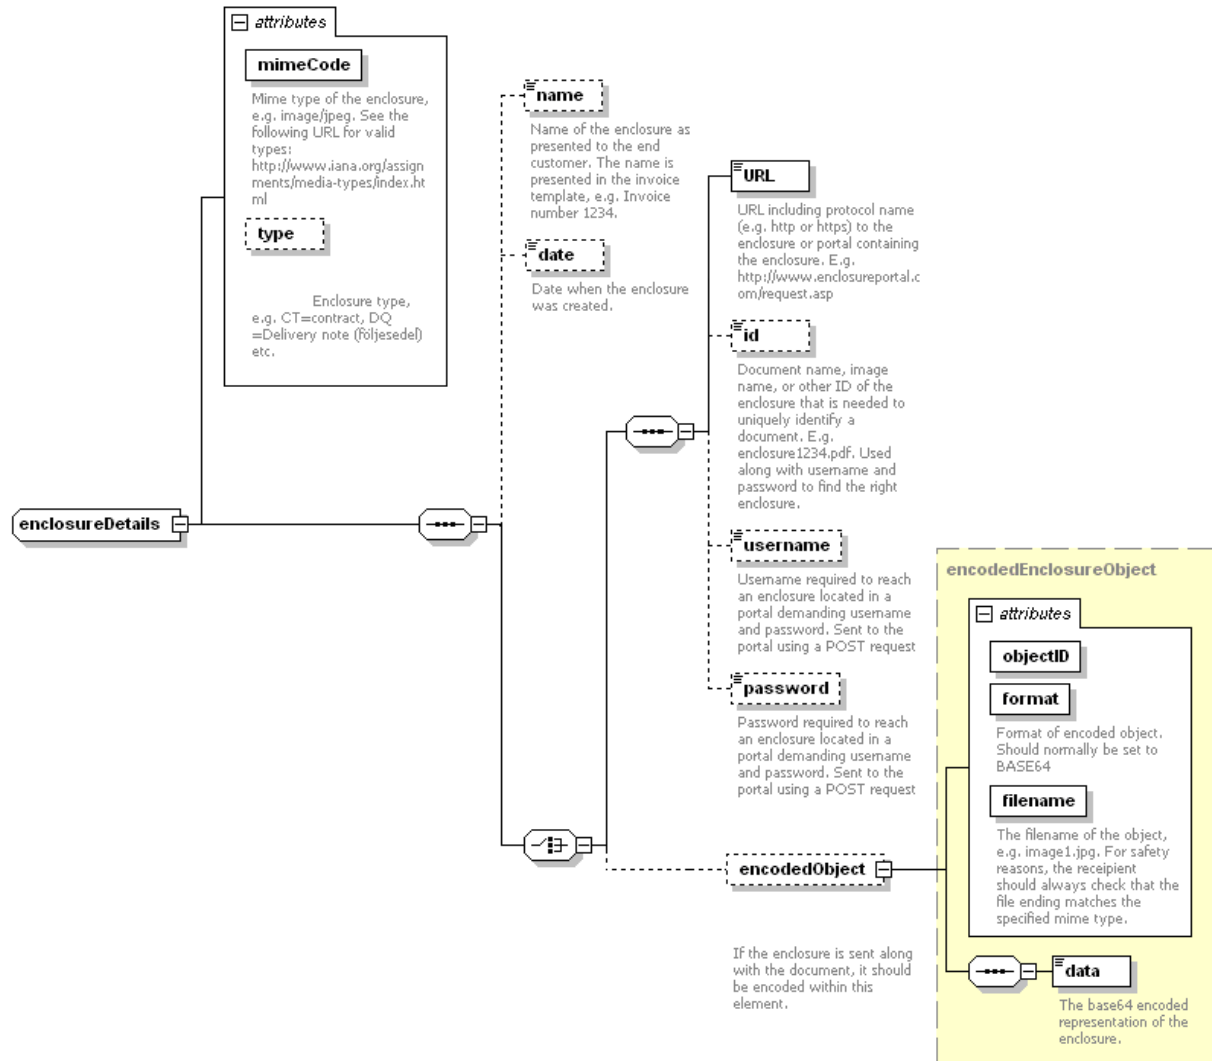 attributes
mimeCode
Mime type of the enclosure,
e.g. image/jpeg. See the
following URL for valid
types:
http://www.iana.org/assign
ments/media-types/index.ht
ml
type
Enclosure type,
e.g. CT=contract, DQ
=Delivery note (följesedel)
etc.
enclosureDetails
name
Name of the enclosure as
presented to the end
customer. The name is
presented in the invoice
template, e.g. Invoice
number 1234.
date
Date when the enclosure
was created.
URL
URL including protocol name
(e.g. http or https) to the
enclosure or portal containing
the enclosure. E.g.
http://www.enclosureportal.c
om/request.asp
id
Document name, image
name, or other ID of the
enclosure that is needed to
uniquely identify a
document. E.g.
enclosure1234.pdf. Used
along with username and
password to find the right
enclosure.
username
Username required to reach
an enclosure located in a
portal demanding username
and password. Sent to the
portal using a POST request
password
Password required to reach
an enclosure located in a
portal demanding username
and password. Sent to the
portal using a POST request
encodedObject
If the enclosure is sent along
with the document, it should
be encoded within this
element.
encodedEnclosureObject
attributes
objectID
format
Format of encoded object.
Should normally be set to
BASE64
filename
The filename of the object,
e.g. image1.jpg. For safety
reasons, the receipient
should always check that the
file ending matches the
specified mime type.
data
The base64 encoded
representation of the
enclosure.